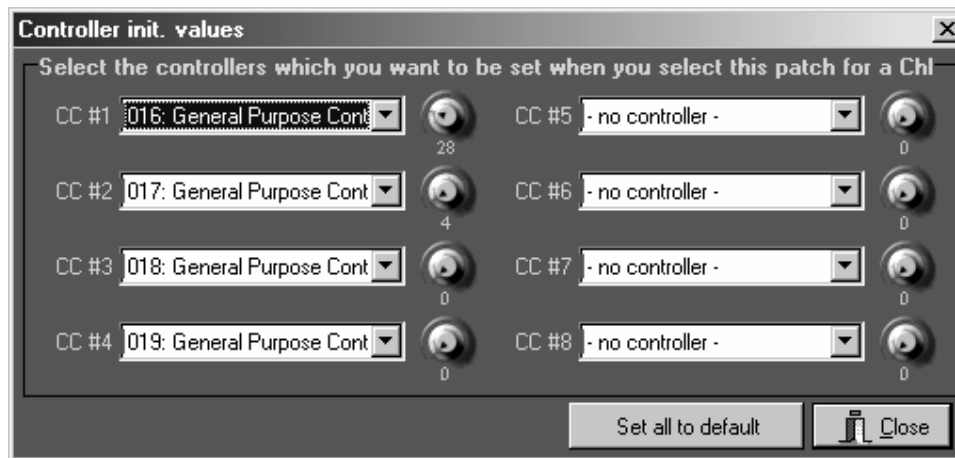 Controller init. values
Select the controllers which you want to be set when you select this patch for a Chl
CC #1 016: General Purpose Cont
28
CC #5 - no controller -
0
CC #2 017: General Purpose Cont
4
CC #6 - no controller -
0
CC #3 018: General Purpose Cont
0
CC #7 - no controller -
0
CC #4 019: General Purpose Cont
0
CC #8 - no controller -
0
Set all to default
Close